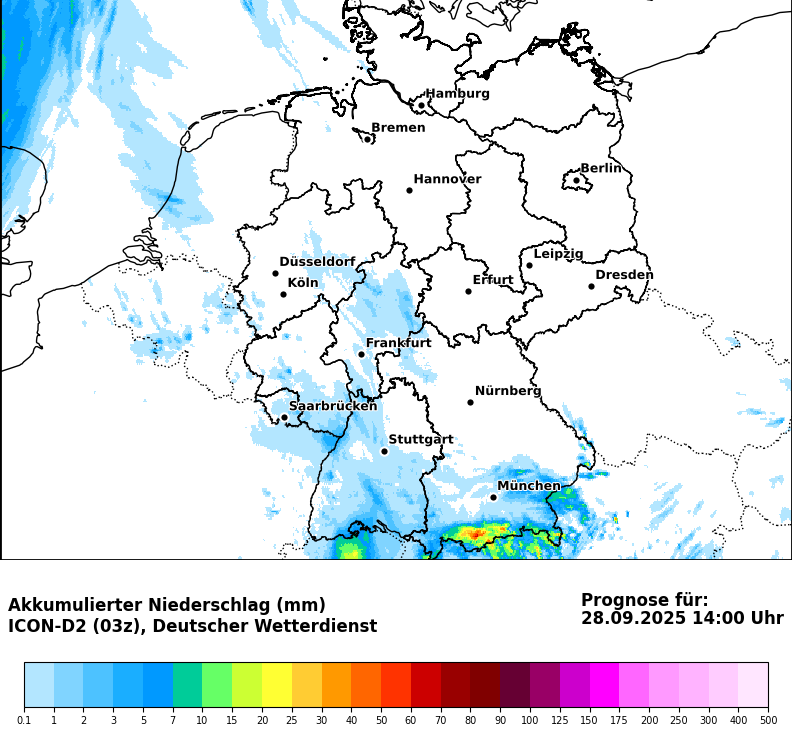 Hamburg
Bremen
Berlin
Hannover
Leipzig
Düsseldorf
Dresden
Köln
Erfurt
Frankfurt
Nürnberg
Saarbrücken
Stuttgart
München
Akkumulierter Niederschlag (mm)
ICON-D2 (03z), Deutscher Wetterdienst
Prognose für:
28.09.2025 14:00 Uhr
0.1 1 2 3 5 7 10 15 20 25 30 40 50 60 70 80 90 100 125 150 175 200 250 300 400 500